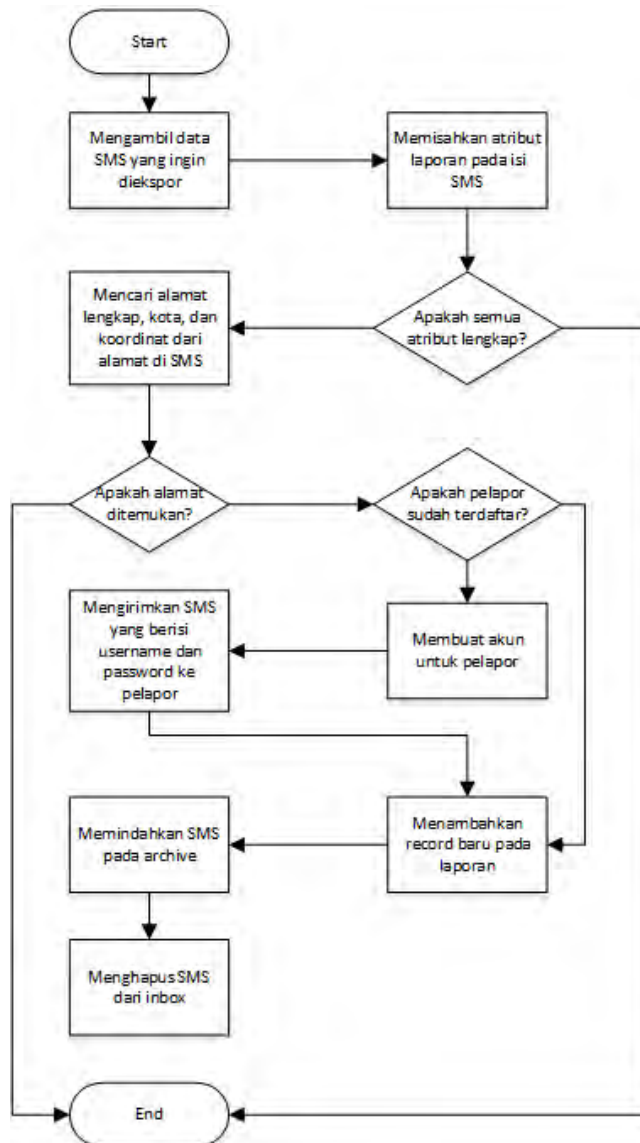 Start
Mengambil data
SMS yang ingin
diekspor
Memisahkan atribut
laporan pada isi
SMS
Mencari alamat
lengkap, kota, dan
koordinat dari
alamat di SMS
Apakah semua
atribut lengkap?
Apakah alamat
ditemukan?
Apakah pelapor
sudah terdaftar?
Mengirimkan SMS
yang berisi
username dan
password ke
pelapor
Membuat akun
untuk pelapor
Memindahkan SMS
pada archive
Menambahkan
record baru pada
laporan
Menghapus SMS
dari inbox
End